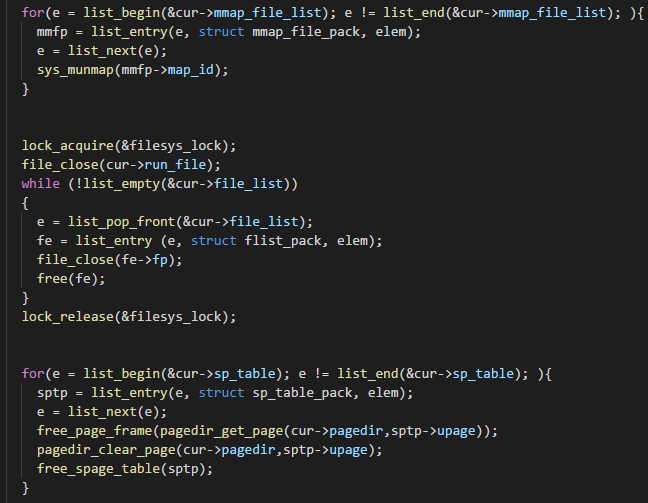 for(e = list_begin(&cur->mmap_file_list); e != list_end(&cur->mmap_file_list); ){
  mmfp = list_entry(e, struct mmap_file_pack, elem);
  e = list_next(e);
  sys_munmap(mmfp->map_id);
}
lock_acquire(&filesys_lock);
file_close(cur->run_file);
while (!list_empty(&cur->file_list))
{
  e = list_pop_front(&cur->file_list);
  fe = list_entry (e, struct flist_pack, elem);
  file_close(fe->fp);
  free(fe);
}
lock_release(&filesys_lock);
for(e = list_begin(&cur->sp_table); e != list_end(&cur->sp_table); ){
  sptp = list_entry(e, struct sp_table_pack, elem);
  e = list_next(e);
  free_page_frame(pagedir_get_page(cur->pagedir,sptp->upage));
  pagedir_clear_page(cur->pagedir,sptp->upage);
  free_spage_table(sptp);
}